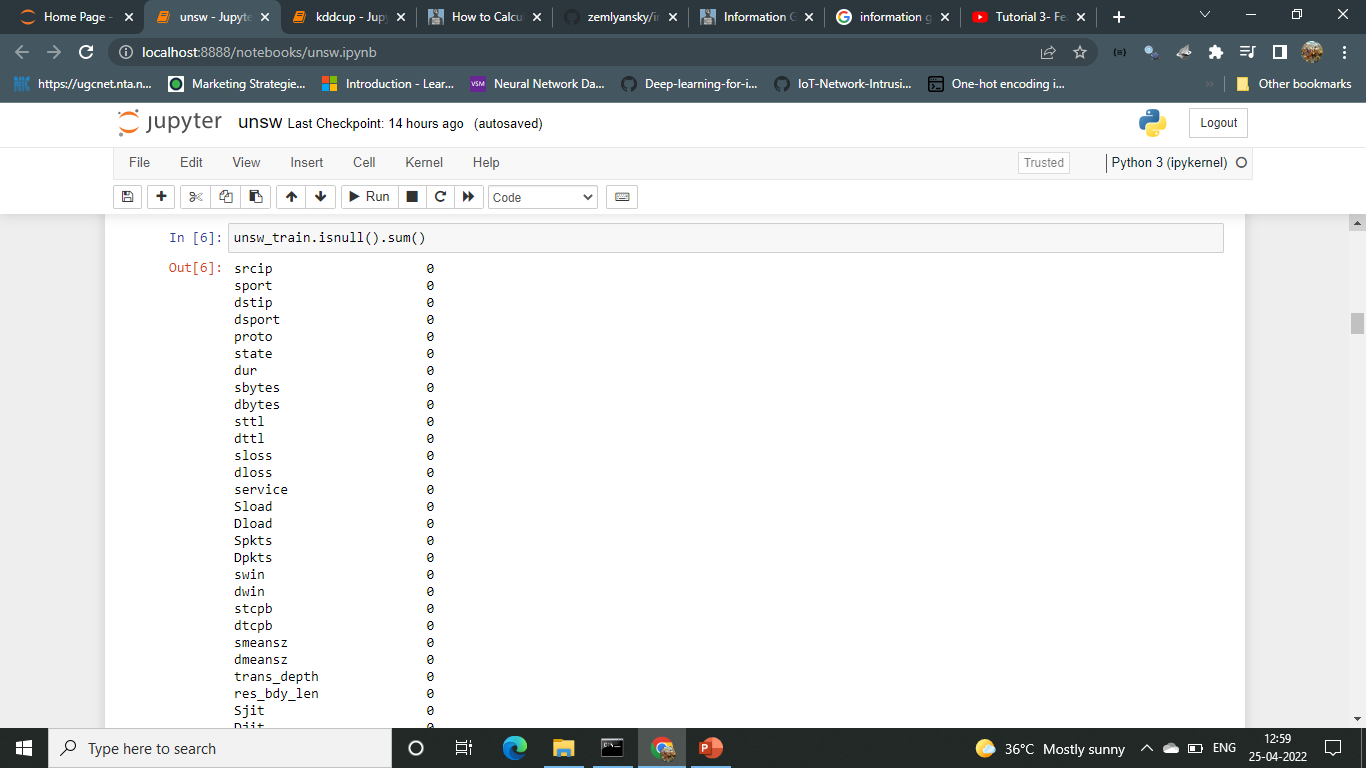 Home Page -
unsw - Jupyte
kddcup - Jup
How to Calcu
zemlyansky/in
Information G
information g
Tutorial 3- Fea
localhost:8888/notebooks/unsw.ipynb
https://ugcnet.nta.n...
Marketing Strategie...
Introduction - Lear...
VSM
Neural Network Da...
Deep-learning-for-i...
IoT-Network-Intrusi...
One-hot encoding i...
Other bookmarks
jupyter unsw Last Checkpoint: 14 hours ago (autosaved)
Logout
File Edit View Insert Cell Kernel Help
Trusted
Python 3 (ipykernel)
Run
Code
In [6]: unsw_train.isnull().sum()
Out[6]: srcip 0
sport 0
dstip 0
dsport 0
proto 0
state 0
dur 0
sbytes 0
dbytes 0
sttl 0
dttl 0
sloss 0
dloss 0
service 0
Sload 0
Dload 0
Spkts 0
Dpkts 0
swin 0
dwin 0
stcpb 0
dtcpb 0
smeansz 0
dmeansz 0
trans_depth 0
res_bdy_len 0
Sjit 0
Djit 0
Type here to search
36°C Mostly sunny
ENG
12:59
25-04-2022